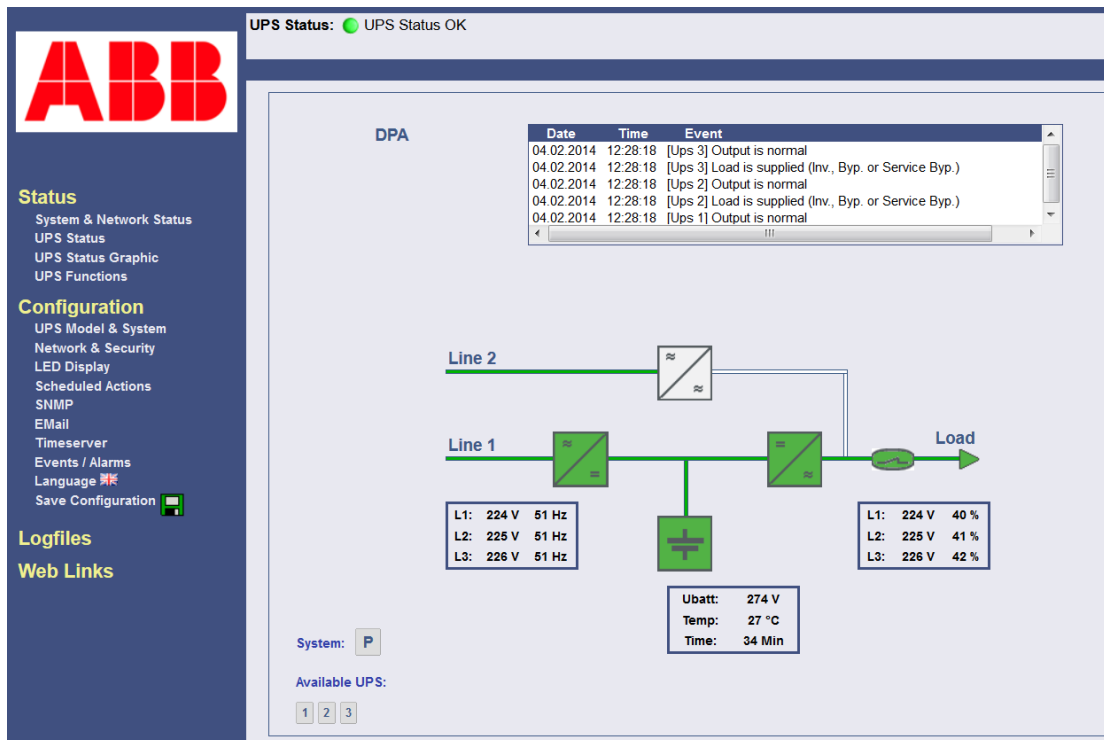 UPS Status: UPS Status OK
ABB
Status
System & Network Status
UPS Status
UPS Status Graphic
UPS Functions
Configuration
UPS Model & System
Network & Security
LED Display
Scheduled Actions
SNMP
EMail
Timeserver
Events / Alarms
Language
Save Configuration
Logfiles
Web Links
DPA
Date Time Event
04.02.2014 12:28:18 [Ups 3] Output is normal
04.02.2014 12:28:18 [Ups 3] Load is supplied (Inv., Byp. or Service Byp.)
04.02.2014 12:28:18 [Ups 2] Output is normal
04.02.2014 12:28:18 [Ups 2] Load is supplied (Inv., Byp. or Service Byp.)
04.02.2014 12:28:18 [Ups 1] Output is normal
Line 2
Line 1
Load
L1: 224 V 51 Hz
L2: 225 V 51 Hz
L3: 226 V 51 Hz
L1: 224 V 40 %
L2: 225 V 41 %
L3: 226 V 42 %
Ubatt: 274 V
Temp: 27 °C
Time: 34 Min
System: P
Available UPS:
1 2 3